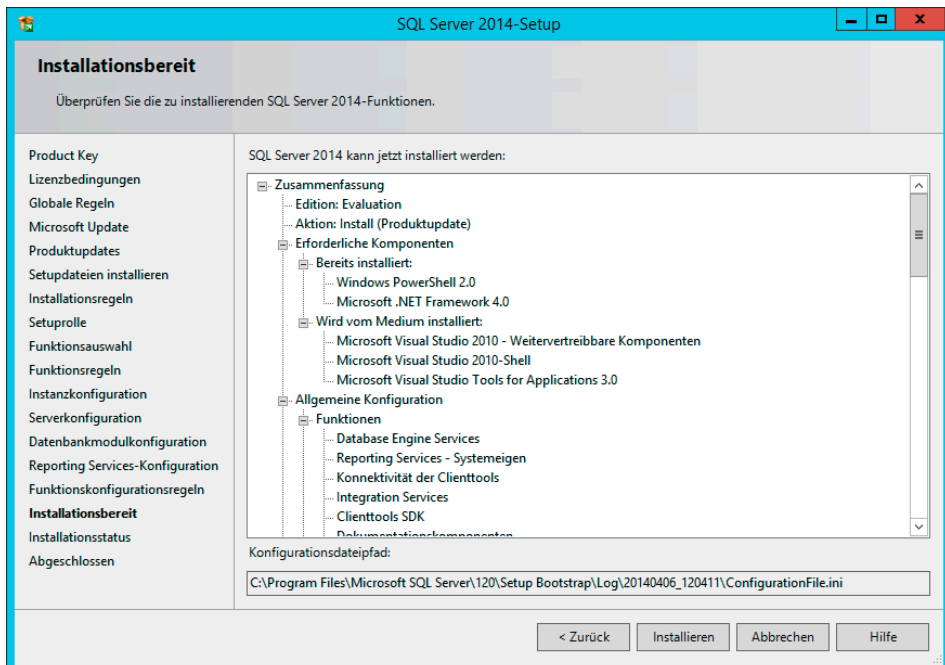 SQL Server 2014-Setup
Installationsbereit
Überprüfen Sie die zu installierenden SQL Server 2014-Funktionen.
Product Key
Lizenzbedingungen
Globale Regeln
Microsoft Update
Produktupdates
Setupdateien installieren
Installationsregeln
Setuprolle
Funktionsauswahl
Funktionsregeln
Instanzkonfiguration
Serverkonfiguration
Datenbankmodulkonfiguration
Reporting Services-Konfiguration
Funktionskonfigurationsregeln
Installationsbereit
Installationsstatus
Abgeschlossen
SQL Server 2014 kann jetzt installiert werden:
Zusammenfassung
Edition: Evaluation
Aktion: Install (Produktupdate)
Erforderliche Komponenten
Bereits installiert:
Windows PowerShell 2.0
Microsoft .NET Framework 4.0
Wird vom Medium installiert:
Microsoft Visual Studio 2010 - Weitervertreibbare Komponenten
Microsoft Visual Studio 2010-Shell
Microsoft Visual Studio Tools for Applications 3.0
Allgemeine Konfiguration
Funktionen
Database Engine Services
Reporting Services - Systemeigen
Konnektivität der Clienttools
Integration Services
Clienttools SDK
Dokumentationskomponenten
Konfigurationsdateipfad:
C:\Program Files\Microsoft SQL Server\120\Setup Bootstrap\Log\20140406_120411\ConfigurationFile.ini
< Zurück
Installieren
Abbrechen
Hilfe